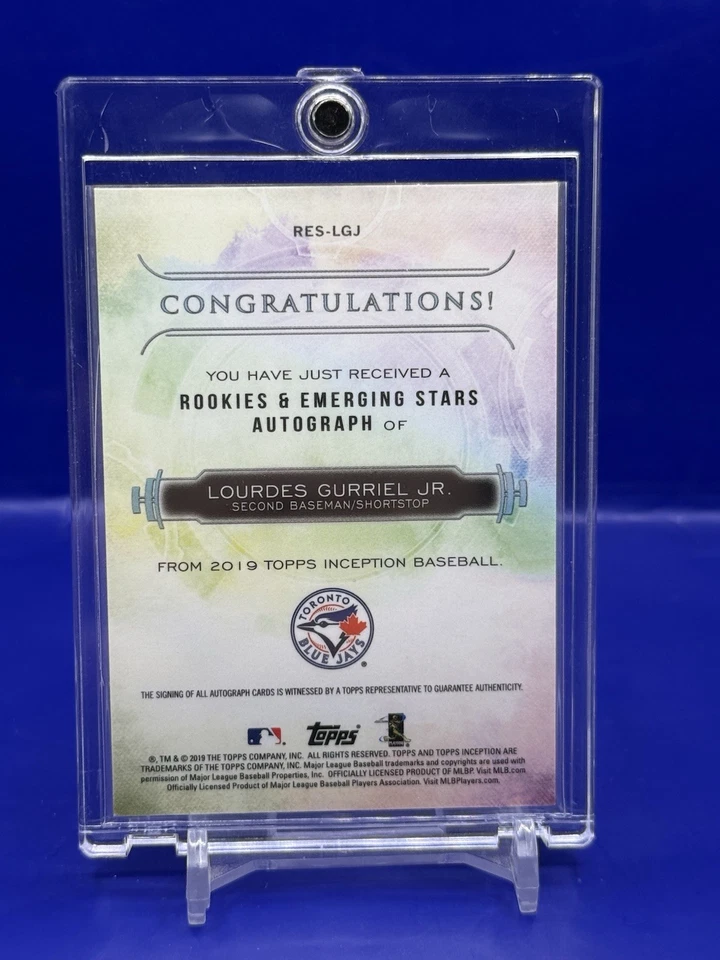 RES-LGJ
CONGRATULATIONS!
YOU HAVE JUST RECEIVED A
ROOKIES & EMERGING STARS
AUTOGRAPH OF
LOURDES GURRIEL JR.
SECOND BASEMAN/SHORTSTOP
FROM 2019 TOPPS INCEPTION BASEBALL.
TORONTO
BLUE JAYS
®
THE SIGNING OF ALL AUTOGRAPH CARDS IS WITNESSED BY A TOPPS REPRESENTATIVE TO GUARANTEE AUTHENTICITY.
Topps
®, TM & © 2019 THE TOPPS COMPANY, INC. ALL RIGHTS RESERVED. TOPPS AND TOPPS INCEPTION ARE
TRADEMARKS OF THE TOPPS COMPANY, INC. Major League Baseball trademarks and copyrights are used with
permission of Major League Baseball Properties, Inc. OFFICIALLY LICENSED PRODUCT OF MLBP. Visit MLB.com
Officially Licensed Product of Major League Baseball Players Association. Visit MLBPlayers.com.